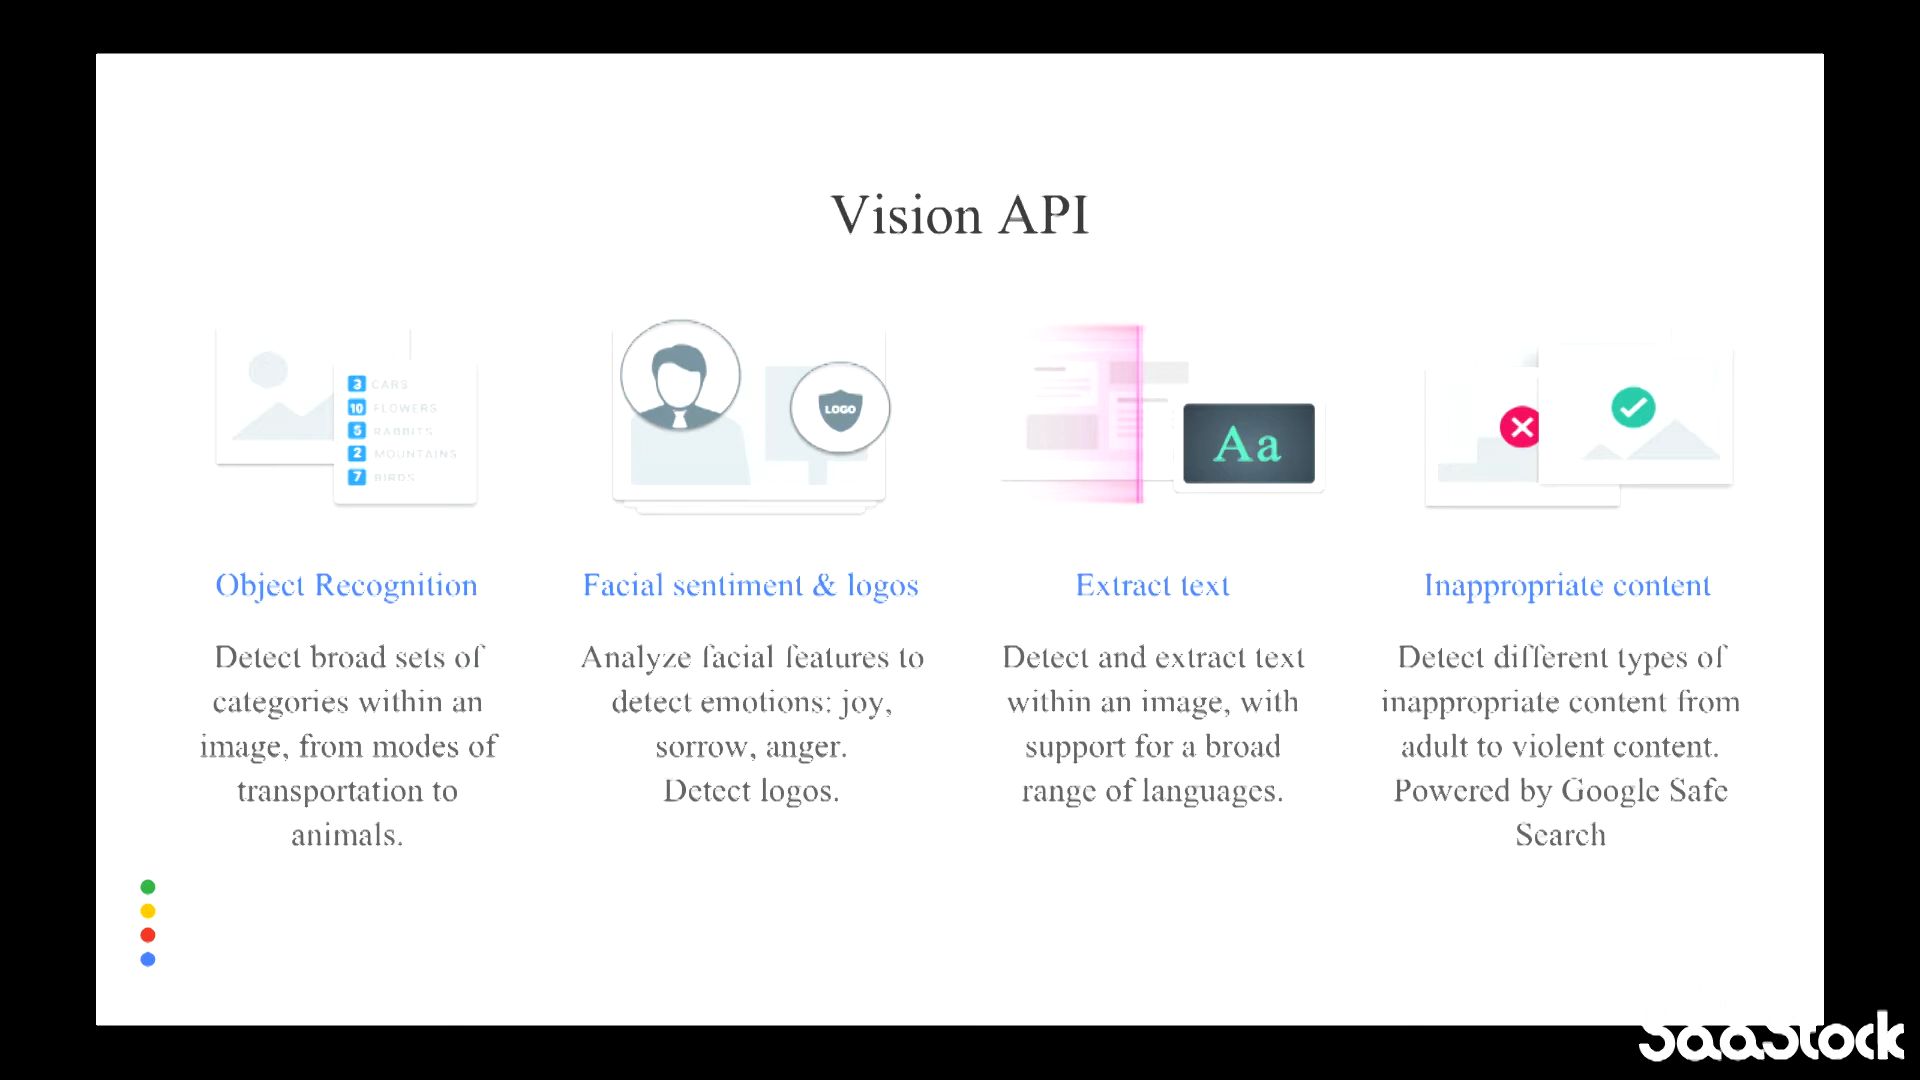 Vision API
3 CARS
10 FLOWERS
5 RABBITS
2 MOUNTAINS
7 BIRDS
LOGO
Aa
Object Recognition
Detect broad sets of
categories within an
image, from modes of
transportation to
animals.
Facial sentiment & logos
Analyze facial features to
detect emotions: joy,
sorrow, anger.
Detect logos.
Extract text
Detect and extract text
within an image, with
support for a broad
range of languages.
Inappropriate content
Detect different types of
inappropriate content from
adult to violent content.
Powered by Google Safe
Search
SaaStock